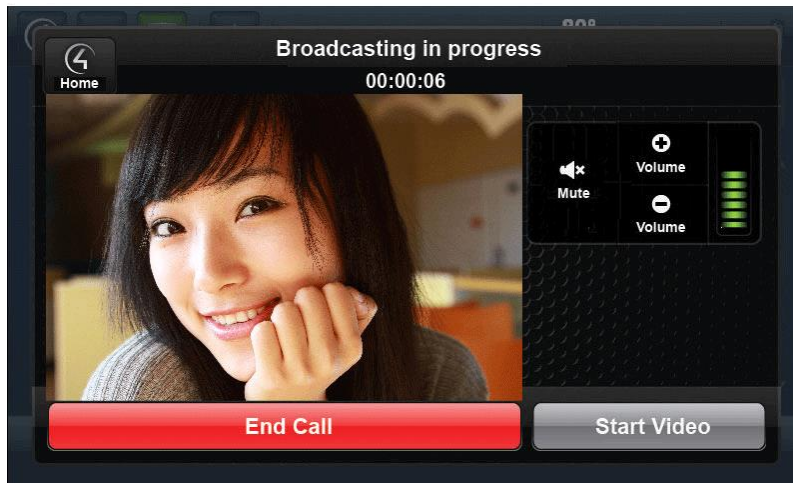 Broadcasting in progress
Home
00:00:06
Mute
Volume
Volume
End Call
Start Video